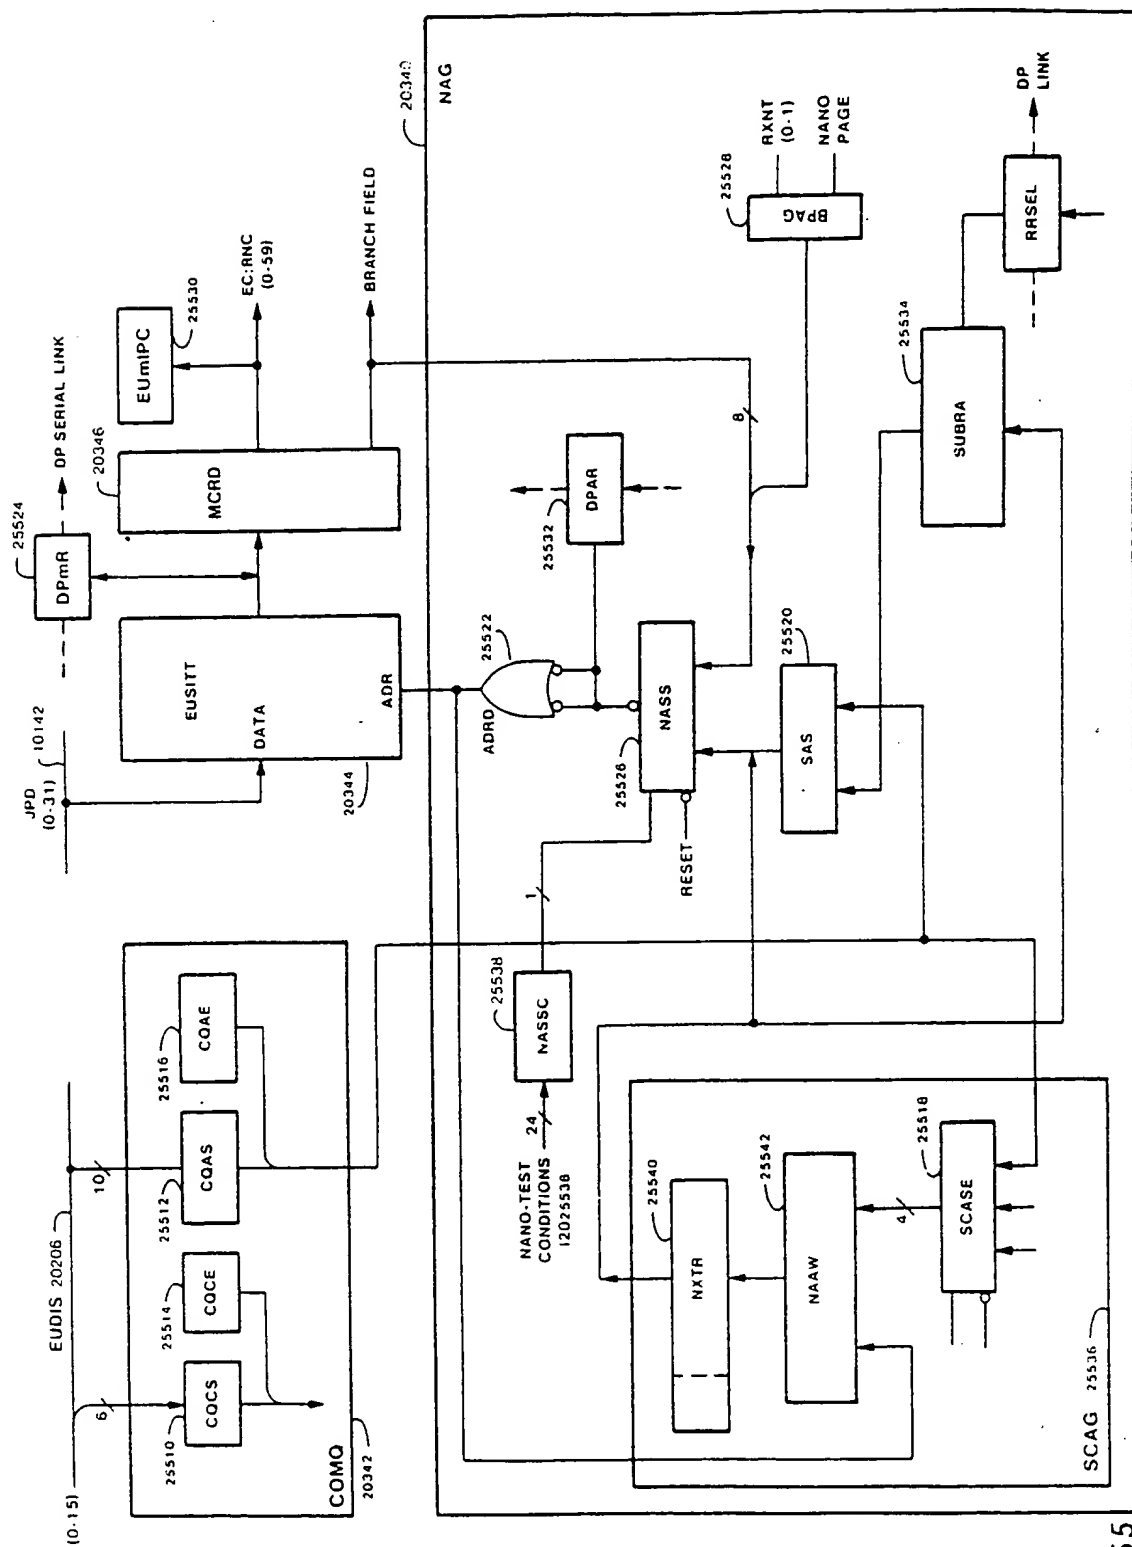 (0-15)
EUDIS 20206
6
10
25510
CQCS
25514
CQCE
25512
CQAS
25516
CQAE
COMQ
20342
JPD
(0-31)
10142
25524
DPmR
DP SERIAL LINK
EUSITT
DATA
ADR
20344
20346
MCRD
EUmIPC
25530
EC:RNC
(0-59)
BRANCH FIELD
NAG
ADRD
25522
25532
DPAR
25528
BPAG
RXNT
(0-1)
NANO
PAGE
8
NANO-TEST
CONDITIONS
12025538
24
25538
NASSC
1
25526
NASS
RESET
25520
SAS
25534
SUBRA
RRSEL
DP
LINK
25540
NXTR
25542
NAAW
4
25518
SCASE
SCAG
25536